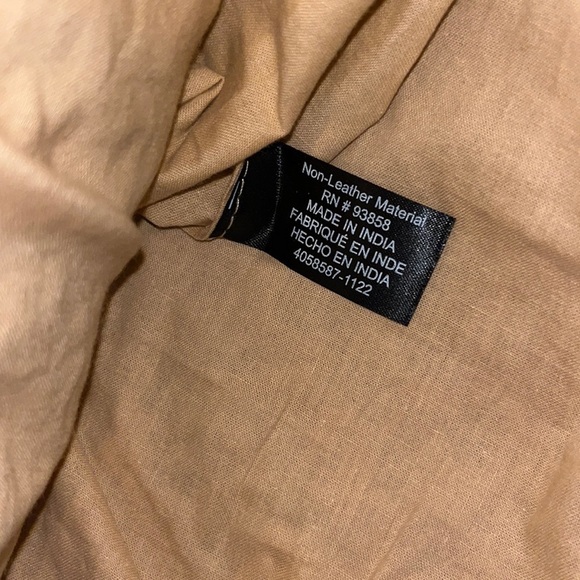 Non-Leather Material
RN # 93858
MADE IN INDIA
FABRIQUÉ EN INDE
HECHO EN INDIA
4058587-1122